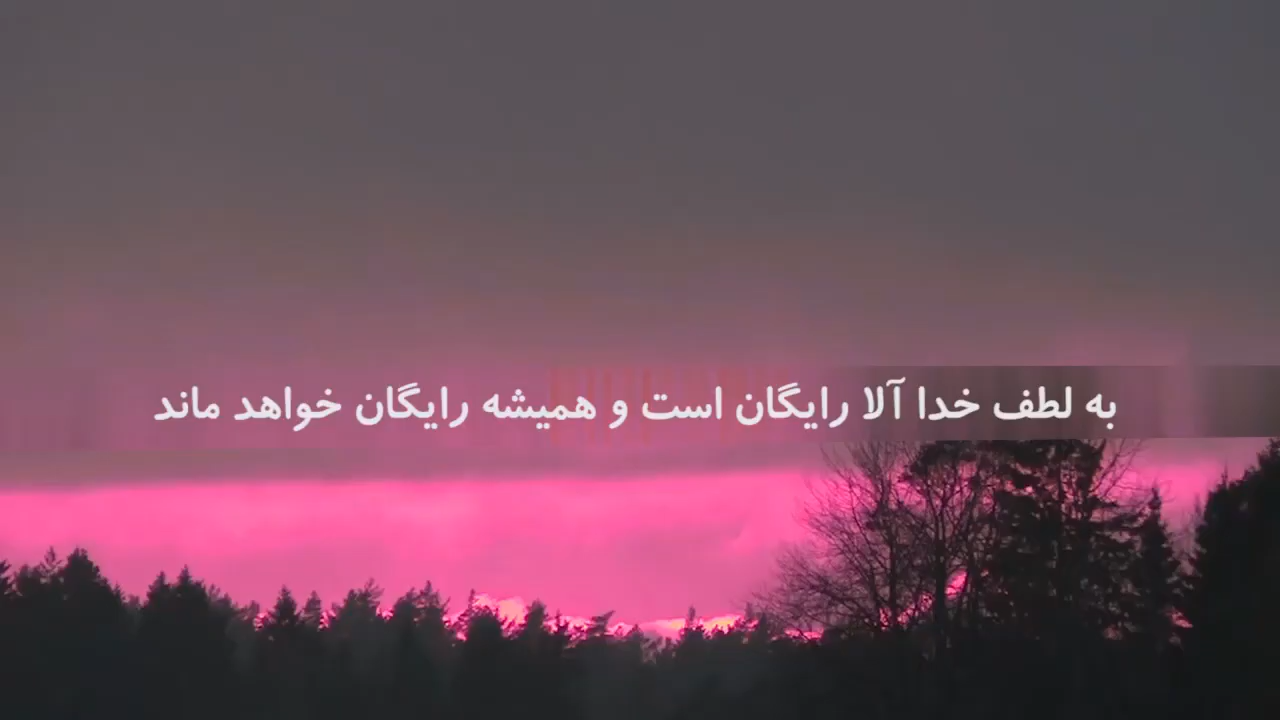 به لطف خدا آلا رایگان است و همیشه رایگان خواهد ماند